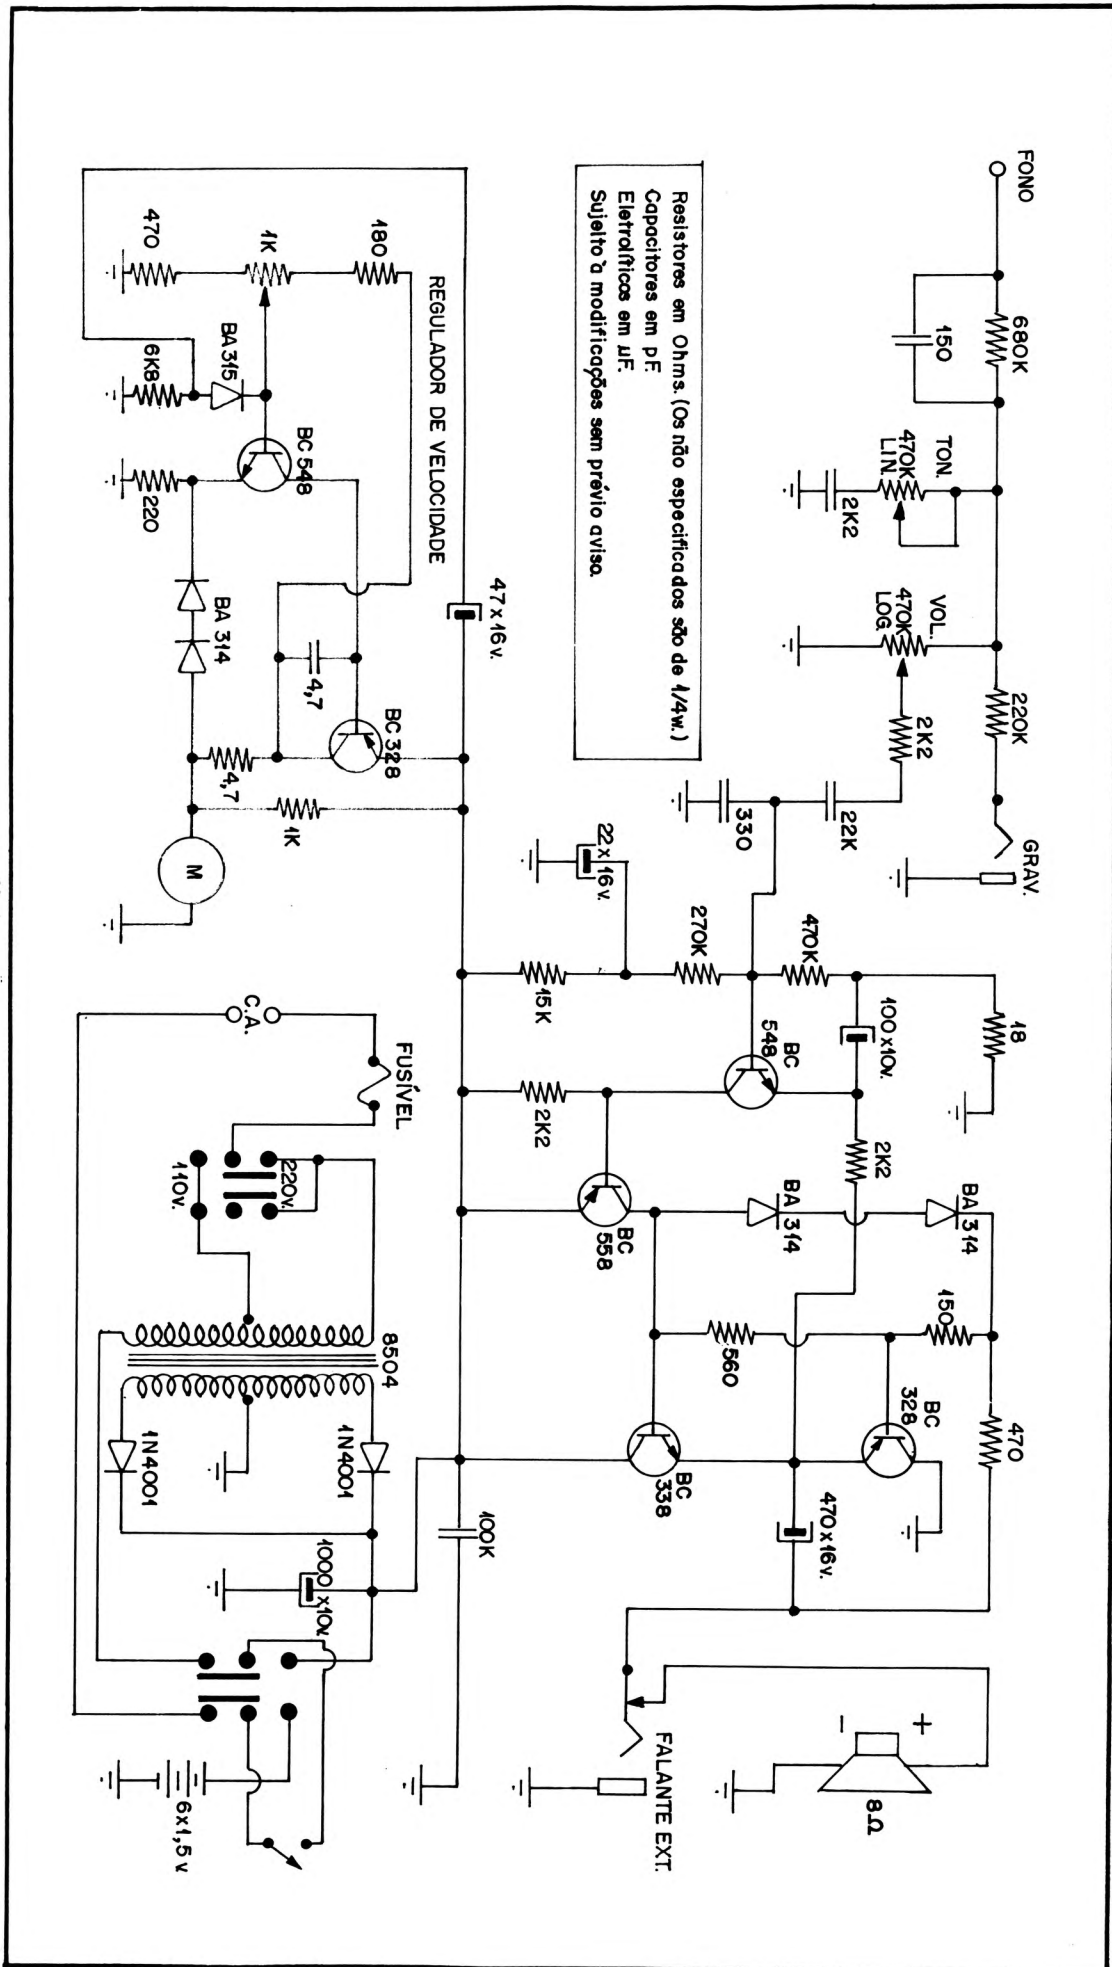 FONO
680K
150
TON.
470K
LIN.
2K2
VOL.
470K
LOG.
2K2
220K
GRAV.
22K
330
22 x 16v.
270K
470K
15K
100 x 10v.
18
BC
548
2K2
2K2
BC
558
BA 314
BA 314
150
560
BC
328
470
BC
338
470 x 16v.
100K
FALANTE EXT.
+
-
8Ω
Resistores em Ohms. (Os não especificados são de 1/4w.)
Capacitores em pF.
Eletrolíticos em µF.
Sujeito à modificações sem prévio aviso.
REGULADOR DE VELOCIDADE
180
1K
470
BA315
6K8
BC 548
220
BA 314
47 x 16v.
4,7
BC 328
4,7
1K
M
C.A.
FUSÍVEL
220v.
110v.
8504
1N4001
1N4001
1000 x 10v.
6x1,5 v